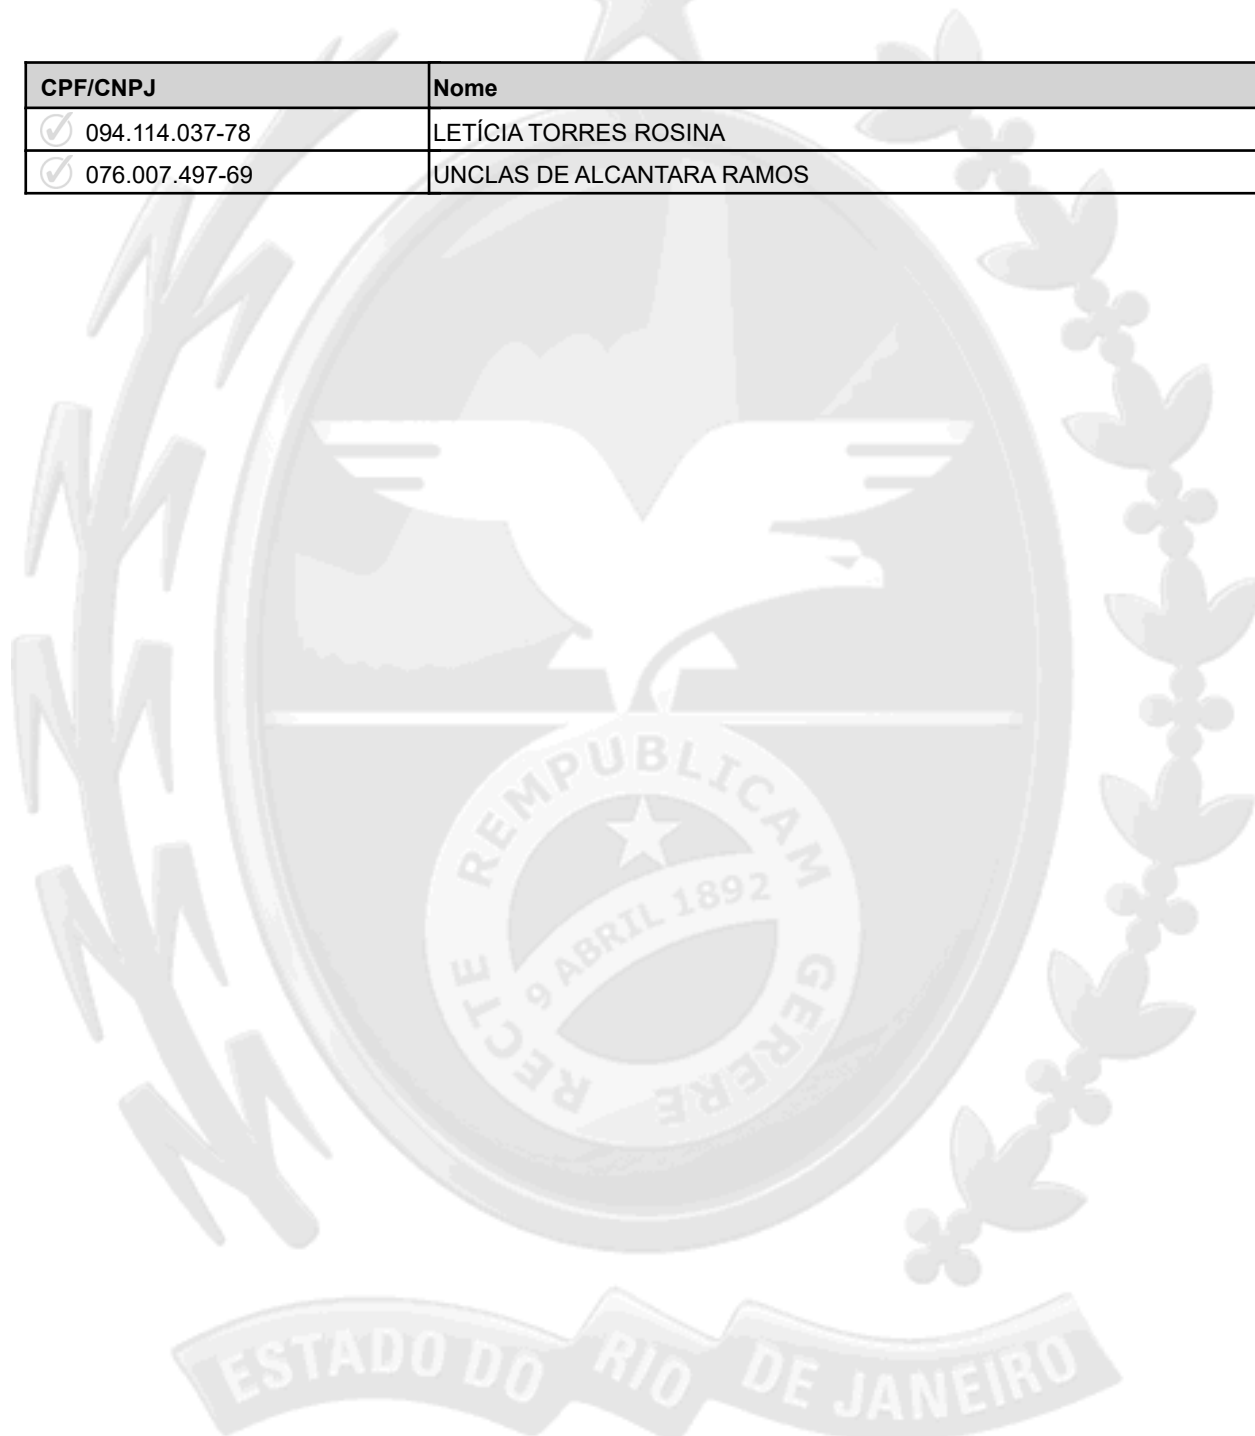 CPF/CNPJ Nome
094.114.037-78 LETÍCIA TORRES ROSINA
076.007.497-69 UNCLAS DE ALCANTARA RAMOS
RECTE REMPUBLICAM GERERE
9 ABRIL 1892
ESTADO DO RIO DE JANEIRO